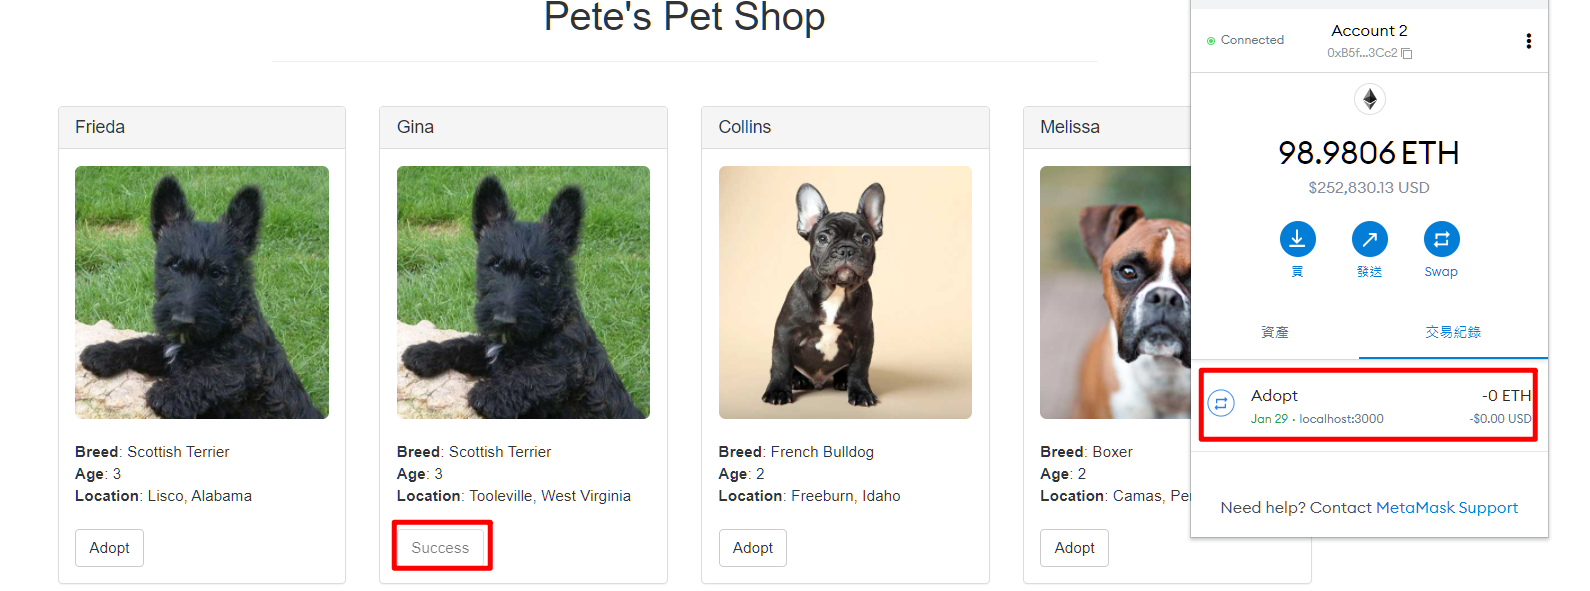 Pete's Pet Shop
Frieda
Breed: Scottish Terrier
Age: 3
Location: Lisco, Alabama
Adopt
Gina
Breed: Scottish Terrier
Age: 3
Location: Tooleville, West Virginia
Success
Collins
Breed: French Bulldog
Age: 2
Location: Freeburn, Idaho
Adopt
Melissa
Breed: Boxer
Age: 2
Location: Camas, Pe
Adopt
Connected
Account 2
0xB5f...3Cc2
98.9806 ETH
$252,830.13 USD
買
發送
Swap
資產
交易紀錄
Adopt
-0 ETH
Jan 29 · localhost:3000
-$0.00 USD
Need help? Contact MetaMask Support